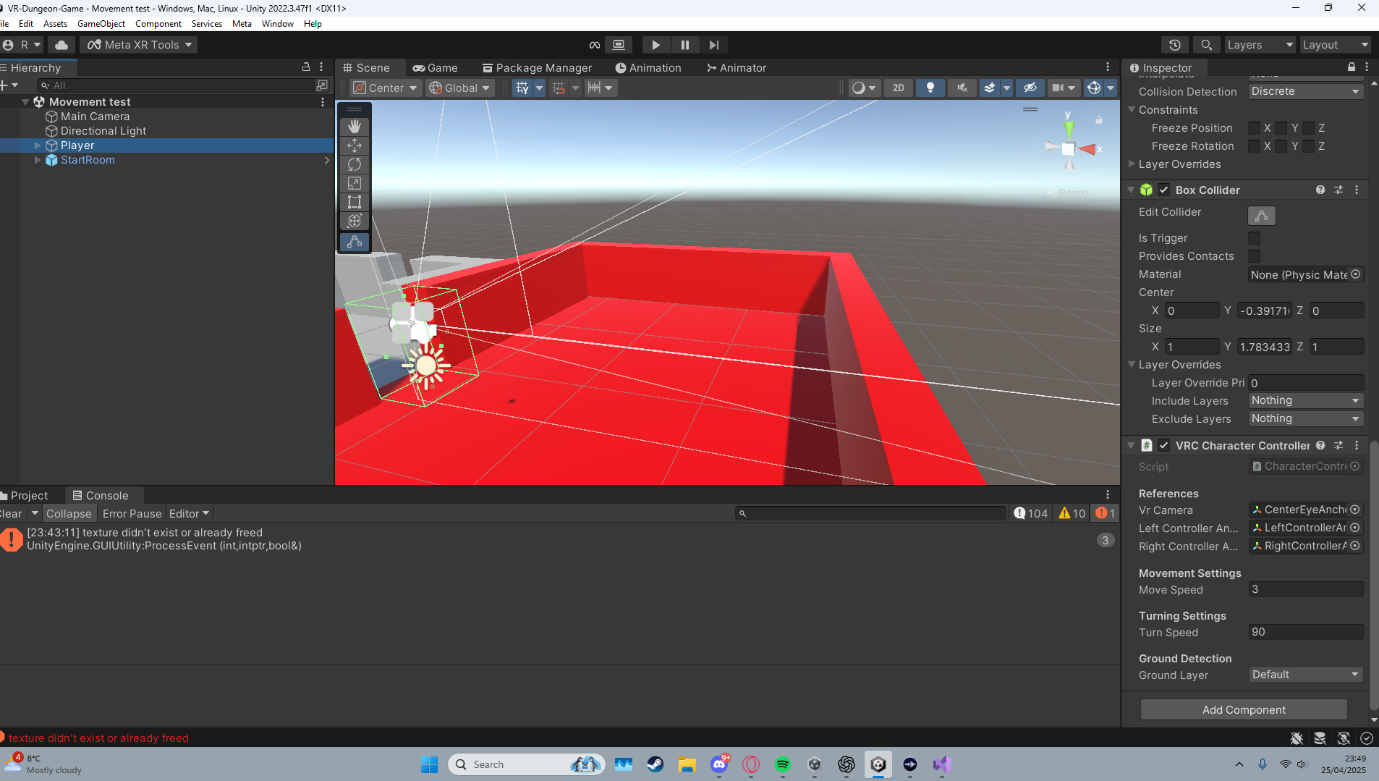 VR-Dungeon-Game - Movement test - Windows, Mac, Linux - Unity 2022.3.47f1 <DX11>
ile Edit Assets GameObject Component Services Meta Window Help
R Meta XR Tools Layers Layout
Hierarchy
All
Movement test
Main Camera
Directional Light
Player
StartRoom
Scene Game Package Manager Animation Animator
Center Global 2D
y
x
Persp
Inspector
Interpolate None
Collision Detection Discrete
Constraints
Freeze Position X Y Z
Freeze Rotation X Y Z
Layer Overrides
Box Collider
Edit Collider
Is Trigger
Provides Contacts
Material None (Physic Mate
Center
X 0 Y -0.39171 Z 0
Size
X 1 Y 1.783433 Z 1
Layer Overrides
Layer Override Pri 0
Include Layers Nothing
Exclude Layers Nothing
# VRC Character Controller
Script # CharacterContr
References
Vr Camera CenterEyeAnch
Left Controller An... LeftControllerAr
Right Controller A... RightControllerA
Movement Settings
Move Speed 3
Turning Settings
Turn Speed 90
Ground Detection
Ground Layer Default
Add Component
Project Console
lear Collapse Error Pause Editor 104 10 1
[23:43:11] texture didn't exist or already freed
UnityEngine.GUIUtility:ProcessEvent (int,intptr,bool&)
3
texture didn't exist or already freed
4
8°C
Mostly cloudy
Search
9+
23:49
25/04/2025